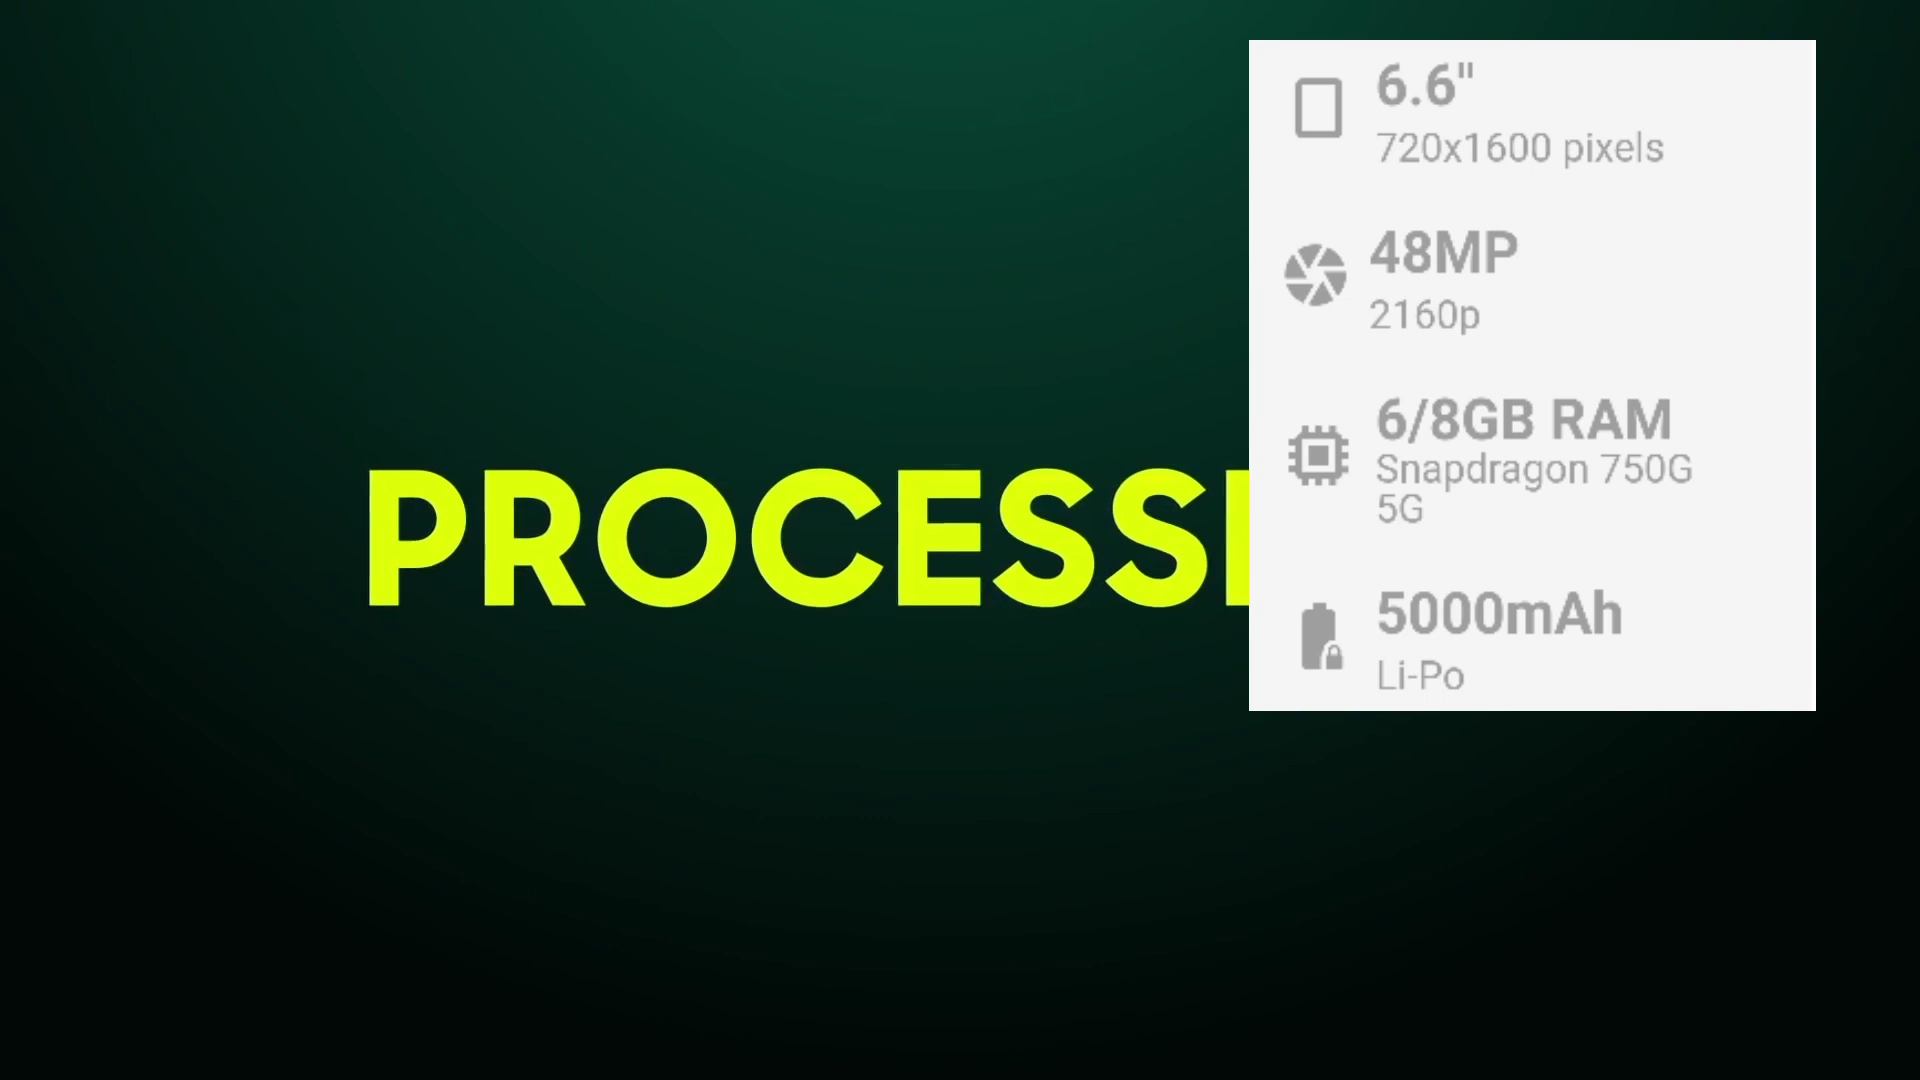 PROCESS
6.6"
720x1600 pixels
48MP
2160p
6/8GB RAM
Snapdragon 750G
5G
5000mAh
Li-Po